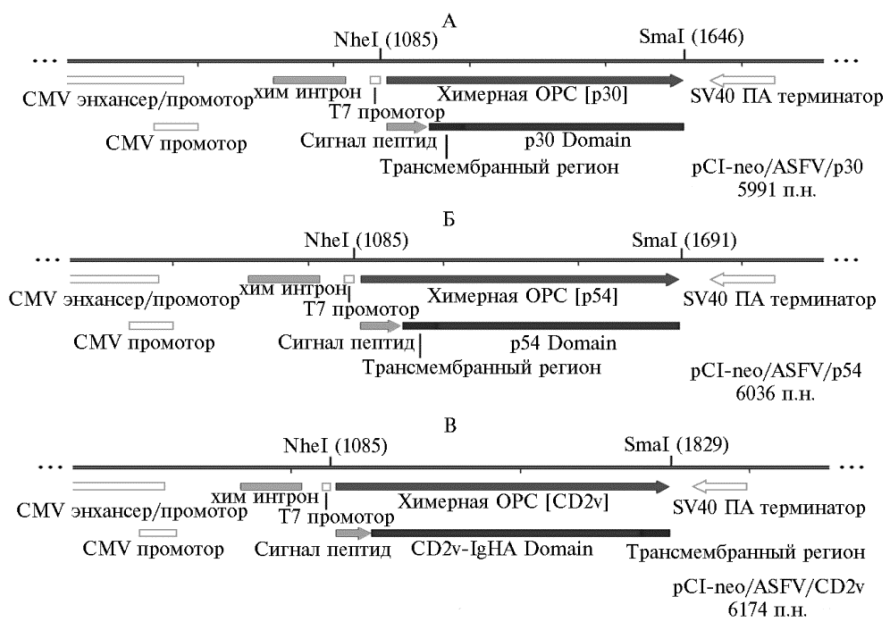 А
NheI (1085)
SmaI (1646)
CMV энхансер/промотор
хим интрон
Химерная ОРС [p30]
SV40 ПА терминатор
T7 промотор
CMV промотор
Сигнал пептид
p30 Domain
Трансмембранный регион
pCI-neo/ASFV/p30
5991 п.н.
Б
NheI (1085)
SmaI (1691)
CMV энхансер/промотор
хим интрон
Химерная ОРС [p54]
SV40 ПА терминатор
T7 промотор
CMV промотор
Сигнал пептид
p54 Domain
Трансмембранный регион
pCI-neo/ASFV/p54
6036 п.н.
В
NheI (1085)
SmaI (1829)
CMV энхансер/промотор
хим интрон
Химерная ОРС [CD2v]
SV40 ПА терминатор
T7 промотор
CMV промотор
Сигнал пептид
CD2v-IgHA Domain
Трансмембранный регион
pCI-neo/ASFV/CD2v
6174 п.н.